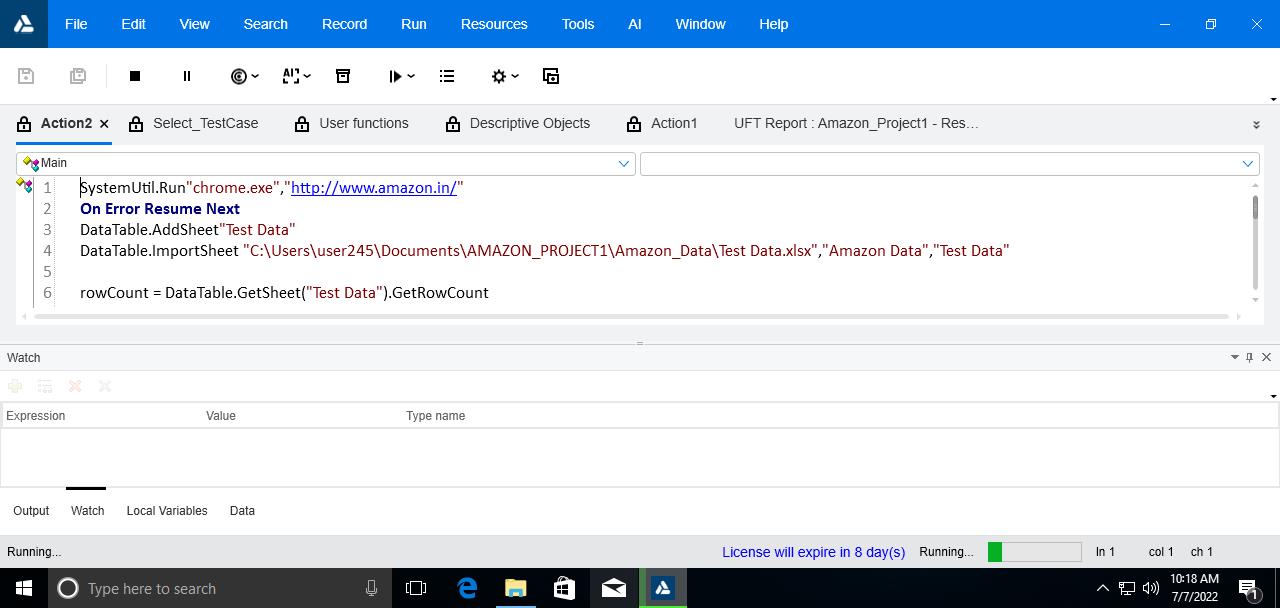 File Edit View Search Record Run Resources Tools AI Window Help
AI
Action2 Select_TestCase User functions Descriptive Objects Action1 UFT Report : Amazon_Project1 - Res…
Main
1 SystemUtil.Run"chrome.exe","http://www.amazon.in/"
2 On Error Resume Next
3 DataTable.AddSheet"Test Data"
4 DataTable.ImportSheet "C:\Users\user245\Documents\AMAZON_PROJECT1\Amazon_Data\Test Data.xlsx","Amazon Data","Test Data"
5
6 rowCount = DataTable.GetSheet("Test Data").GetRowCount
Watch
Expression Value Type name
Output Watch Local Variables Data
Running... License will expire in 8 day(s) Running... ln 1 col 1 ch 1
Type here to search
10:18 AM
7/7/2022
1